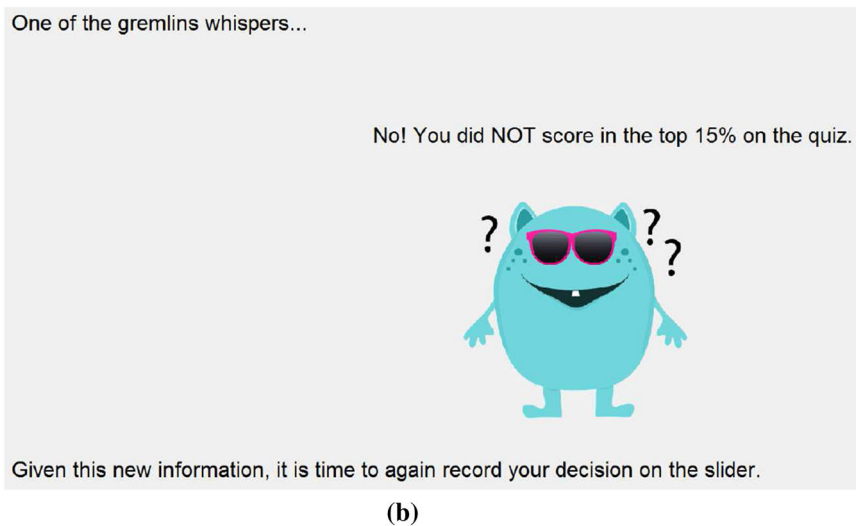 One of the gremlins whispers...
No! You did NOT score in the top 15% on the quiz.
?
?
?
Given this new information, it is time to again record your decision on the slider.
(b)